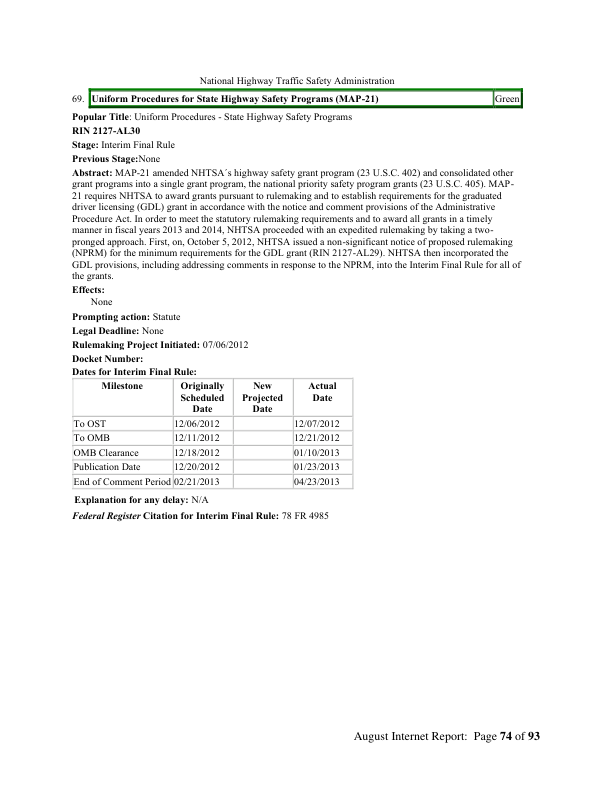 National Highway Traffic Safety Administration
69. Uniform Procedures for State Highway Safety Programs (MAP-21) Green
Popular Title: Uniform Procedures - State Highway Safety Programs
RIN 2127-AL30
Stage: Interim Final Rule
Previous Stage:None
Abstract: MAP-21 amended NHTSA´s highway safety grant program (23 U.S.C. 402) and consolidated other
grant programs into a single grant program, the national priority safety program grants (23 U.S.C. 405). MAP-
21 requires NHTSA to award grants pursuant to rulemaking and to establish requirements for the graduated
driver licensing (GDL) grant in accordance with the notice and comment provisions of the Administrative
Procedure Act. In order to meet the statutory rulemaking requirements and to award all grants in a timely
manner in fiscal years 2013 and 2014, NHTSA proceeded with an expedited rulemaking by taking a two-
pronged approach. First, on, October 5, 2012, NHTSA issued a non-significant notice of proposed rulemaking
(NPRM) for the minimum requirements for the GDL grant (RIN 2127-AL29). NHTSA then incorporated the
GDL provisions, including addressing comments in response to the NPRM, into the Interim Final Rule for all of
the grants.
Effects:
None
Prompting action: Statute
Legal Deadline: None
Rulemaking Project Initiated: 07/06/2012
Docket Number:
Dates for Interim Final Rule:
Milestone Originally New Actual
Scheduled Projected Date
Date Date
To OST 12/06/2012 12/07/2012
To OMB 12/11/2012 12/21/2012
OMB Clearance 12/18/2012 01/10/2013
Publication Date 12/20/2012 01/23/2013
End of Comment Period 02/21/2013 04/23/2013
Explanation for any delay: N/A
Federal Register Citation for Interim Final Rule: 78 FR 4985
August Internet Report: Page 74 of 93